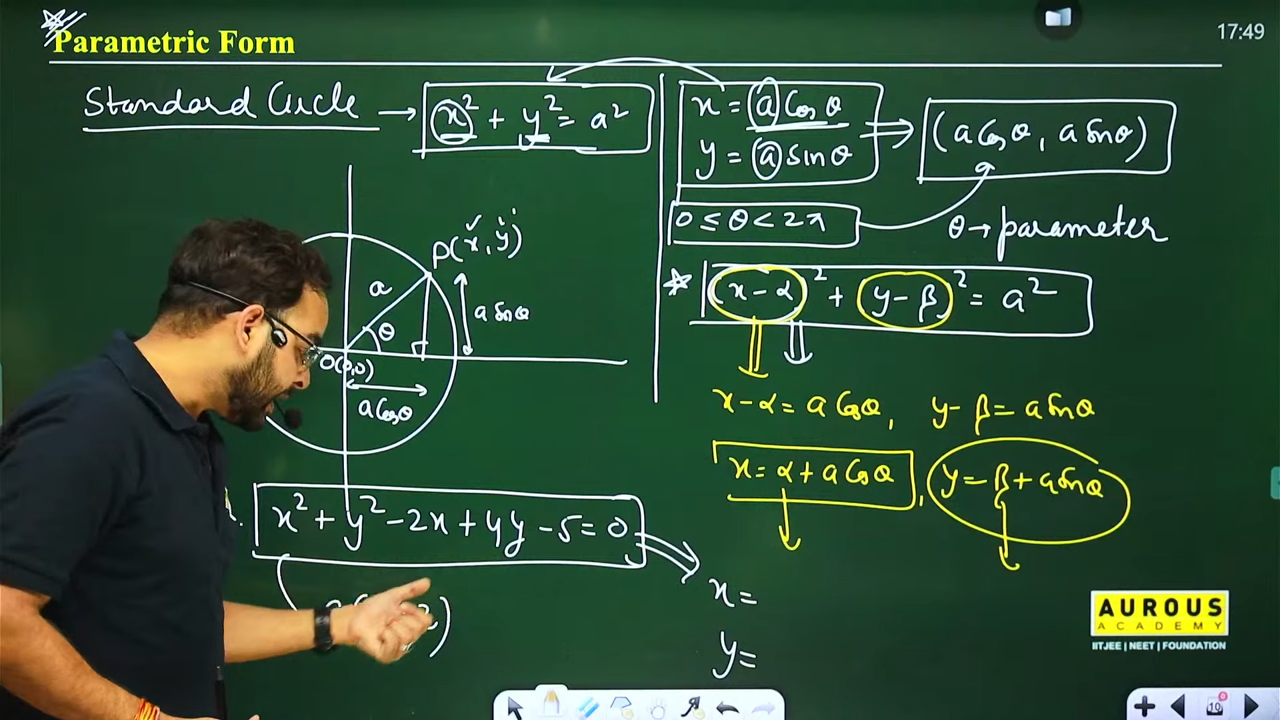 17:49
Parametric Form
Standard Circle → x² + y² = a²
x = a Cos θ
y = a sin θ
⇒ (a Cos θ, a sin θ)
0 ≤ θ < 2π
θ → parameter
P(x, y)
a
θ
a sin θ
O(0,0)
a Cos θ
(x - α)² + (y - β)² = a²
x - α = a Cos θ, y - β = a sin θ
x = α + a Cos θ, y = β + a sin θ
x² + y² - 2x + 4y - 5 = 0
x =
y =
AUROUS
ACADEMY
IITJEE | NEET | FOUNDATION
10